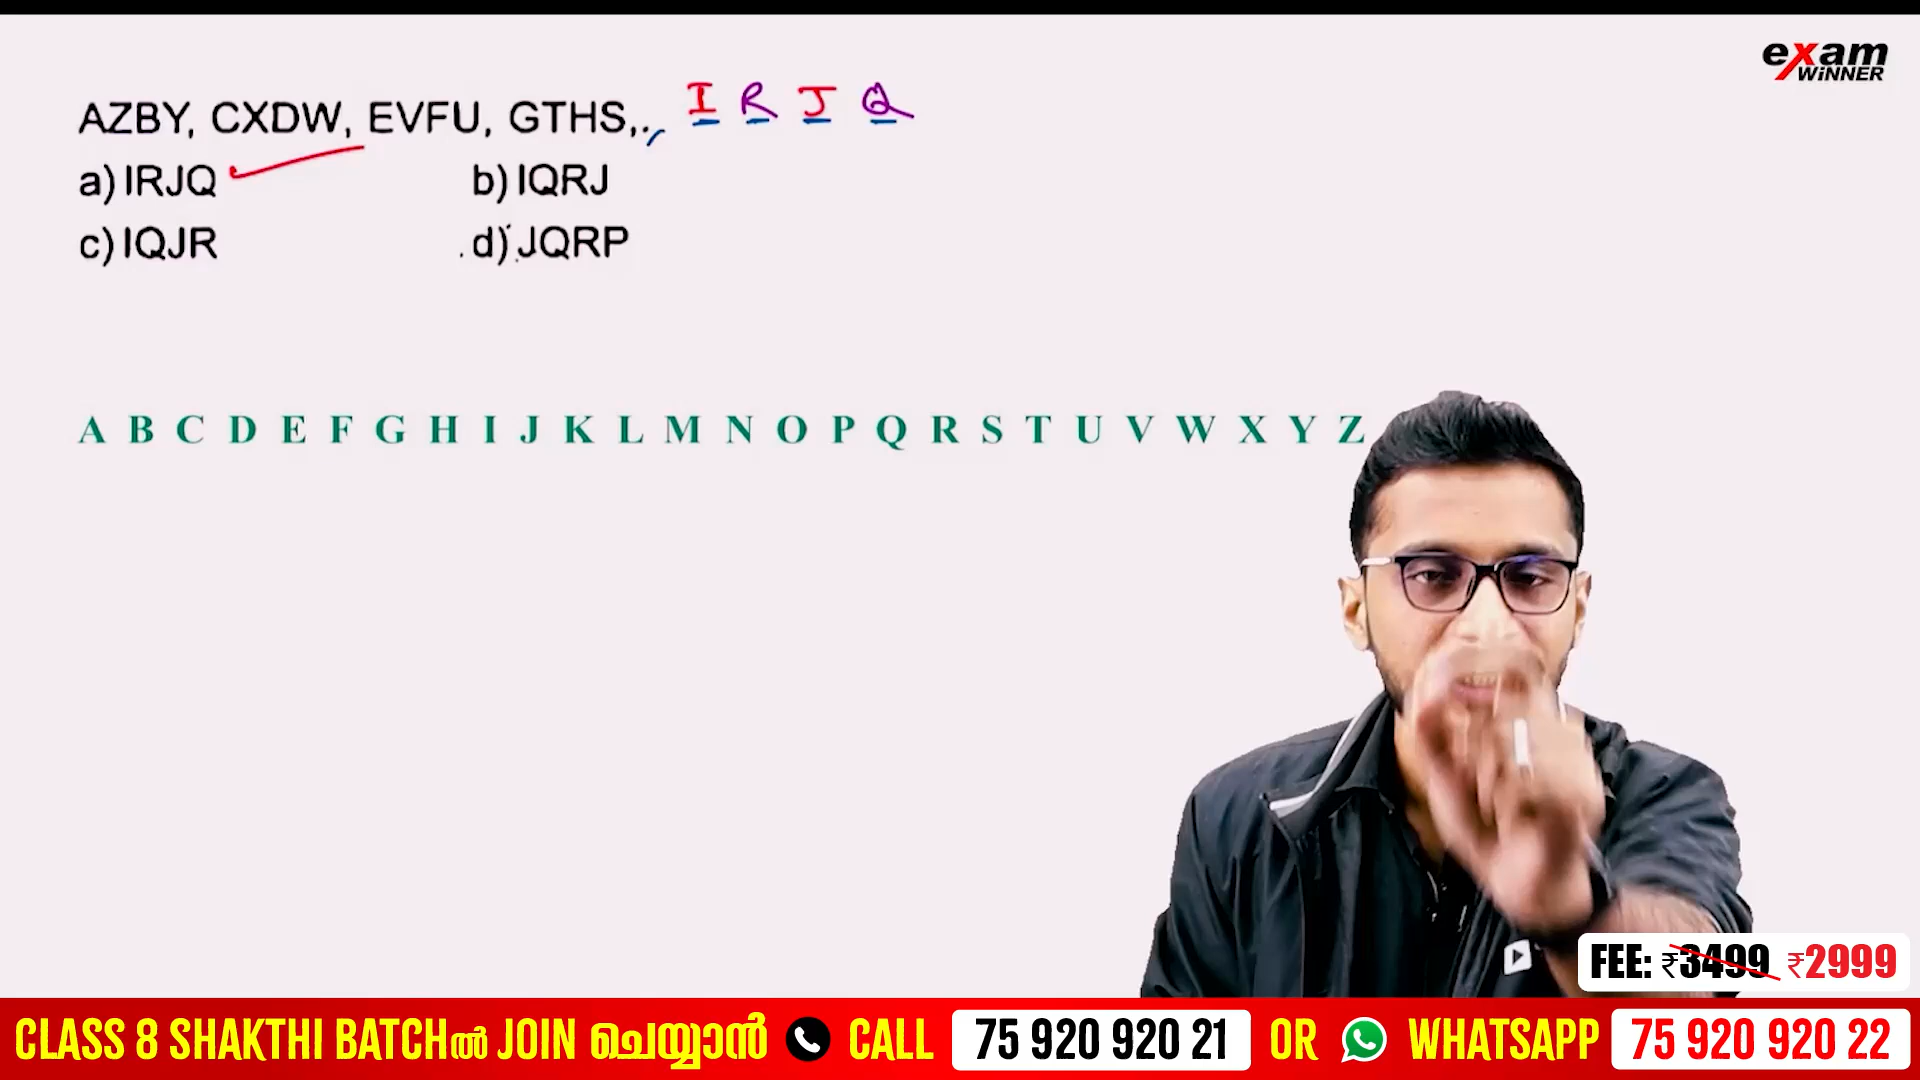 exam
WiNNER
AZBY, CXDW, EVFU, GTHS,.. I R J Q
a) IRJQ b) IQRJ
c) IQJR d) JQRP
A B C D E F G H I J K L M N O P Q R S T U V W X Y Z
FEE: ₹3499 ₹2999
CLASS 8 SHAKTHI BATCHൽ JOIN ചെയ്യാൻ CALL 75 920 920 21 OR WHATSAPP 75 920 920 22